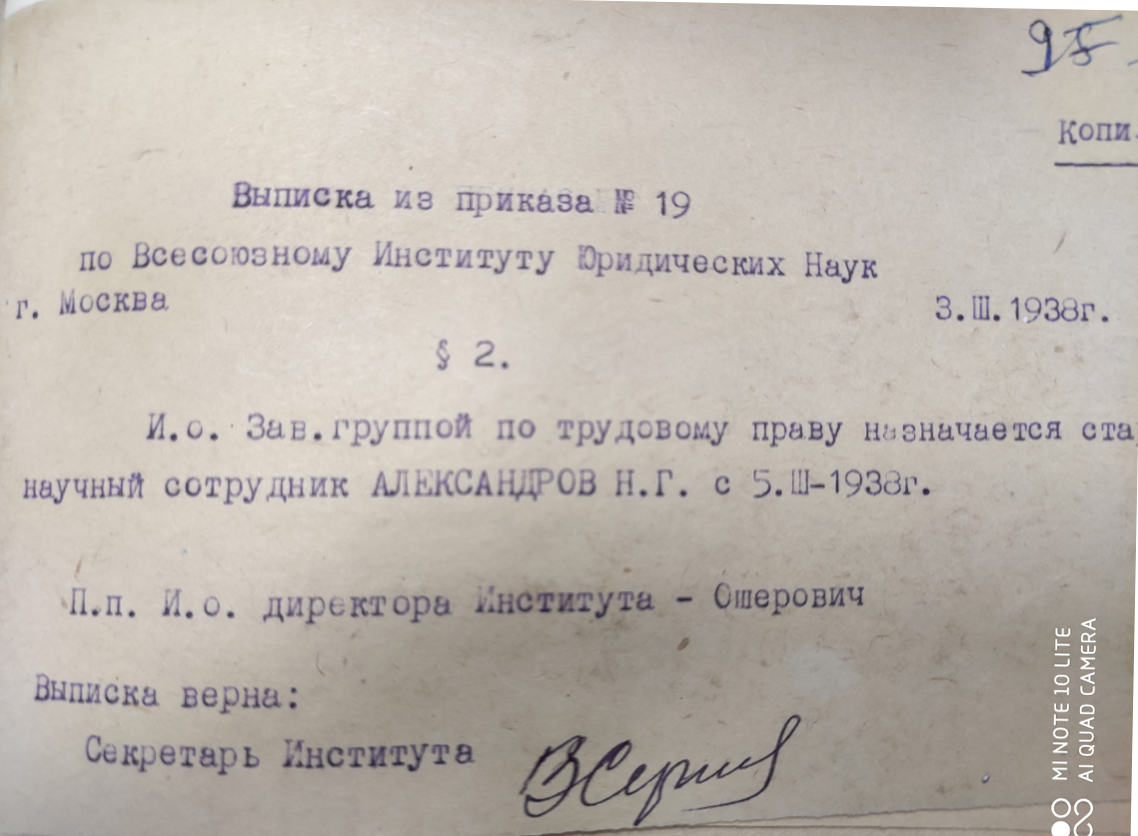 95
Копи
Выписка из приказа № 19
по Всесоюзному Институту Юридических Наук
г. Москва 3.Ш.1938г.
§ 2.
И.о. Зав.группой по трудовому праву назначается ста
научный сотрудник АЛЕКСАНДРОВ Н.Г. с 5.Ш-1938г.
П.п. И.о. директора Института - Ошерович
Выписка верна:
Секретарь Института
MI NOTE 10 LITE
AI QUAD CAMERA